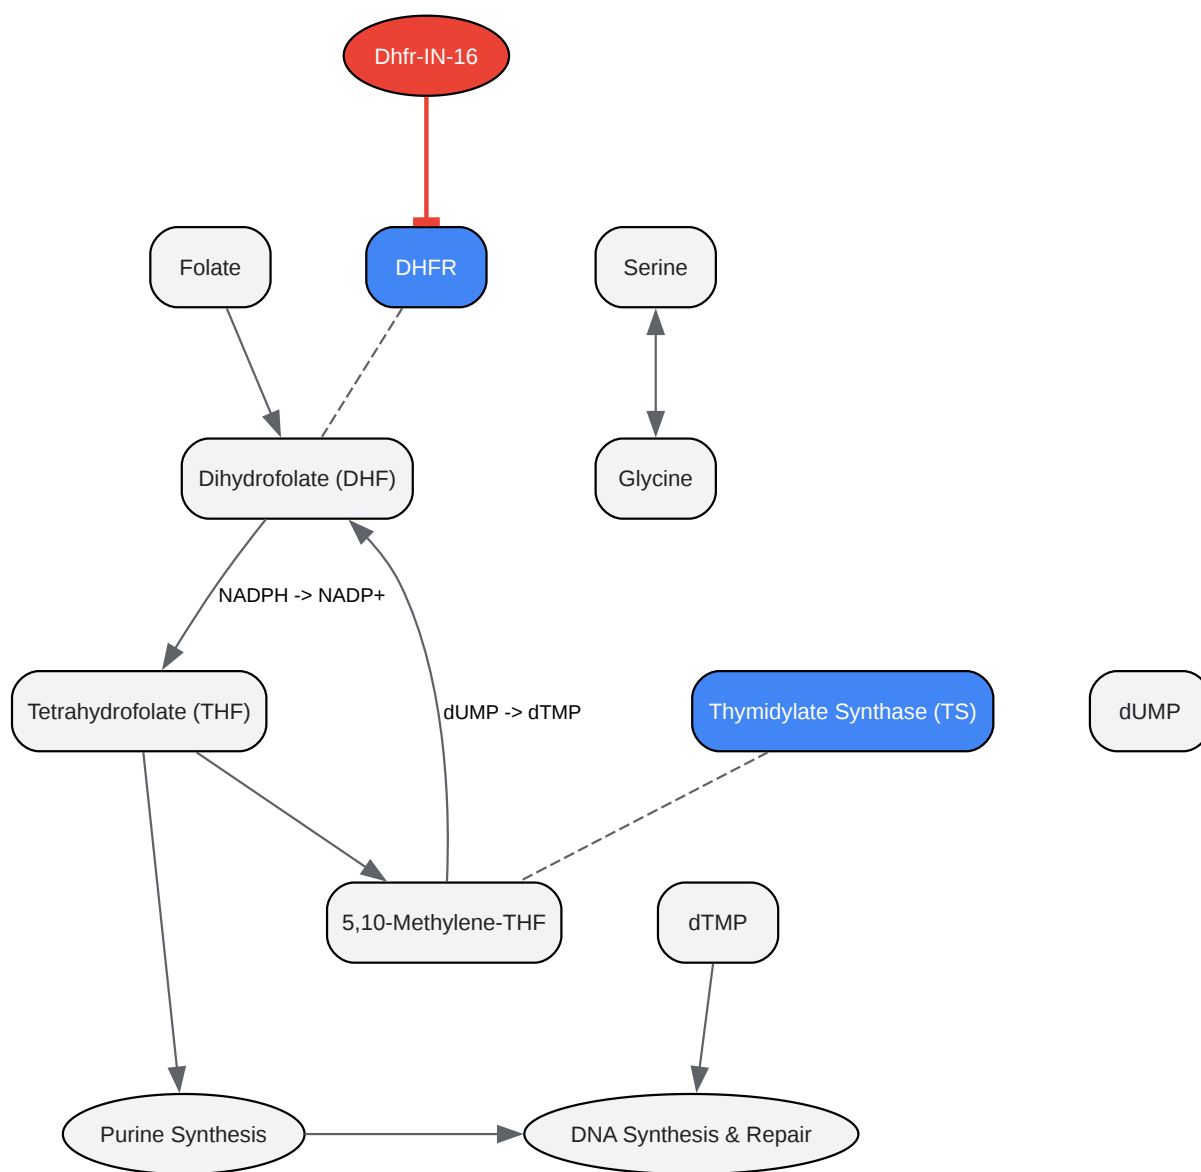 Dhfr-IN-16
Folate
DHFR
Serine
Dihydrofolate (DHF)
Glycine
NADPH -> NADP+
Tetrahydrofolate (THF)
dUMP -> dTMP
Thymidylate Synthase (TS)
dUMP
5,10-Methylene-THF
dTMP
Purine Synthesis
DNA Synthesis & Repair